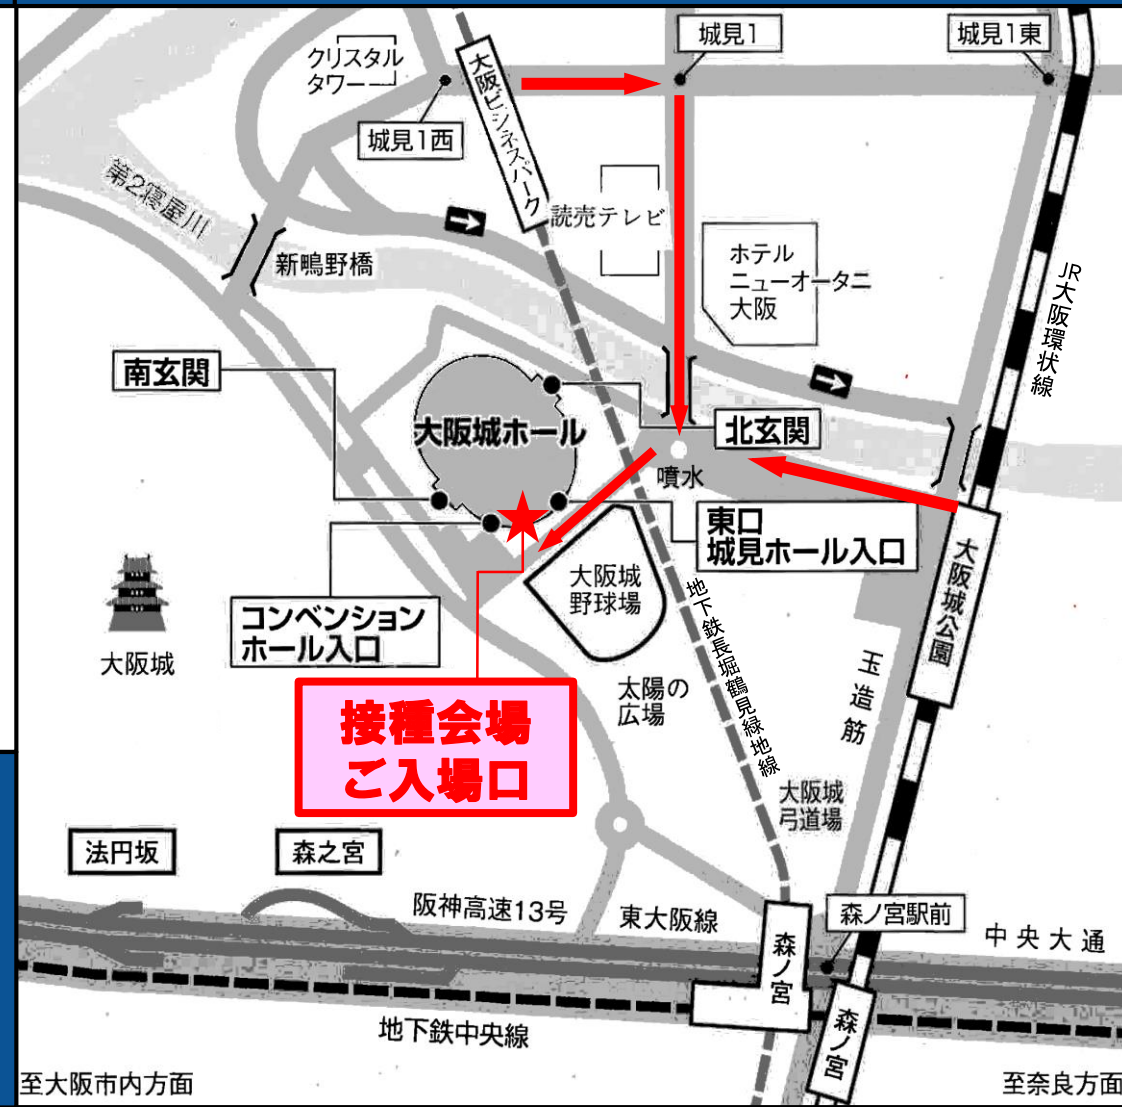 クリスタル
タワー
大阪ビジネスパーク
城見1
城見1東
城見1西
第2寝屋川
新鴫野橋
読売テレビ
ホテル
ニューオータニ
大阪
JR大阪環状線
南玄関
大阪城ホール
北玄関
噴水
東口
城見ホール入口
大阪城
野球場
大阪城公園
コンベンション
ホール入口
大阪城
地下鉄長堀鶴見緑地線
太陽の
広場
玉造筋
接種会場
ご入場口
大阪城
弓道場
法円坂
森之宮
阪神高速13号
東大阪線
森ノ宮駅前
中央大通
森ノ宮
地下鉄中央線
森ノ宮
至大阪市内方面
至奈良方面